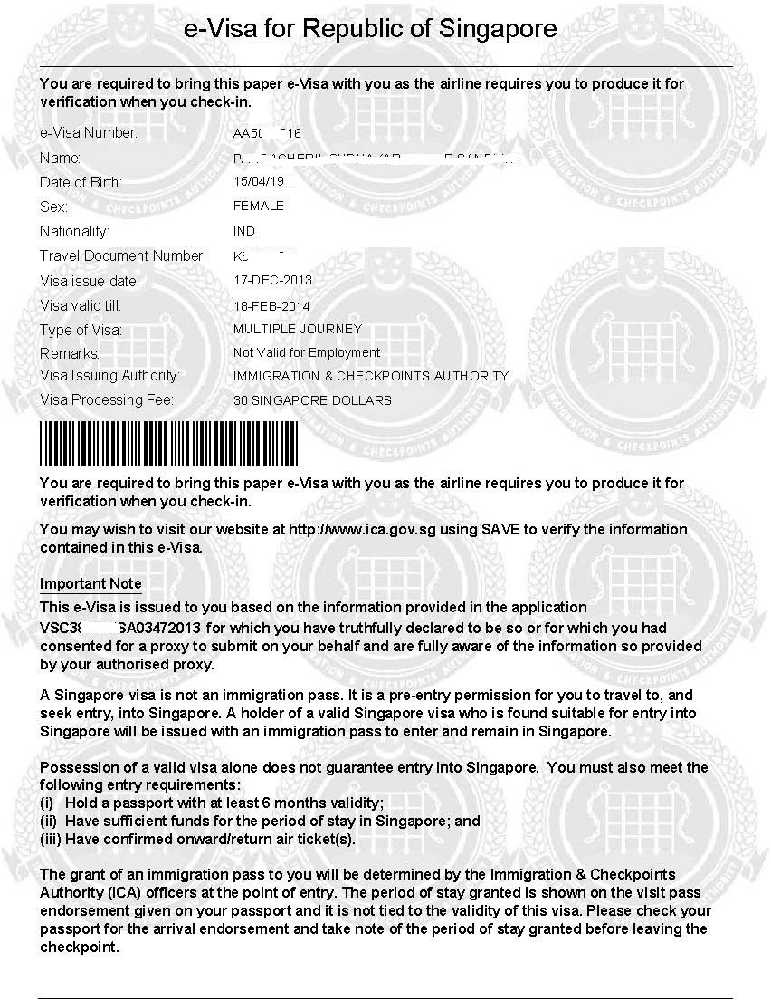 e-Visa for Republic of Singapore
You are required to bring this paper e-Visa with you as the airline requires you to produce it for
verification when you check-in.
e-Visa Number:
Name:
Date of Birth: 15/04/19
Sex: FEMALE
Nationality: IND
Travel Document Number:
Visa issue date: 17-DEC-2013
Visa valid till: 18-FEB-2014
Type of Visa: MULTIPLE JOURNEY
Remarks: Not Valid for Employment
Visa Issuing Authority: IMMIGRATION & CHECKPOINTS AUTHORITY
Visa Processing Fee: 30 SINGAPORE DOLLARS
You are required to bring this paper e-Visa with you as the airline requires you to produce it for
verification when you check-in.
You may wish to visit our website at http://www.ica.gov.sg using SAVE to verify the information
contained in this e-Visa.
Important Note
This e-Visa is issued to you based on the information provided in the application
for which you have truthfully declared to be so or for which you had
consented for a proxy to submit on your behalf and are fully aware of the information so provided
by your authorised proxy.
A Singapore visa is not an immigration pass. It is a pre-entry permission for you to travel to, and
seek entry, into Singapore. A holder of a valid Singapore visa who is found suitable for entry into
Singapore will be issued with an immigration pass to enter and remain in Singapore.
Possession of a valid visa alone does not guarantee entry into Singapore. You must also meet the
following entry requirements:
(i) Hold a passport with at least 6 months validity;
(ii) Have sufficient funds for the period of stay in Singapore; and
(iii) Have confirmed onward/return air ticket(s).
The grant of an immigration pass to you will be determined by the Immigration & Checkpoints
Authority (ICA) officers at the point of entry. The period of stay granted is shown on the visit pass
endorsement given on your passport and it is not tied to the validity of this visa. Please check your
passport for the arrival endorsement and take note of the period of stay granted before leaving the
checkpoint.